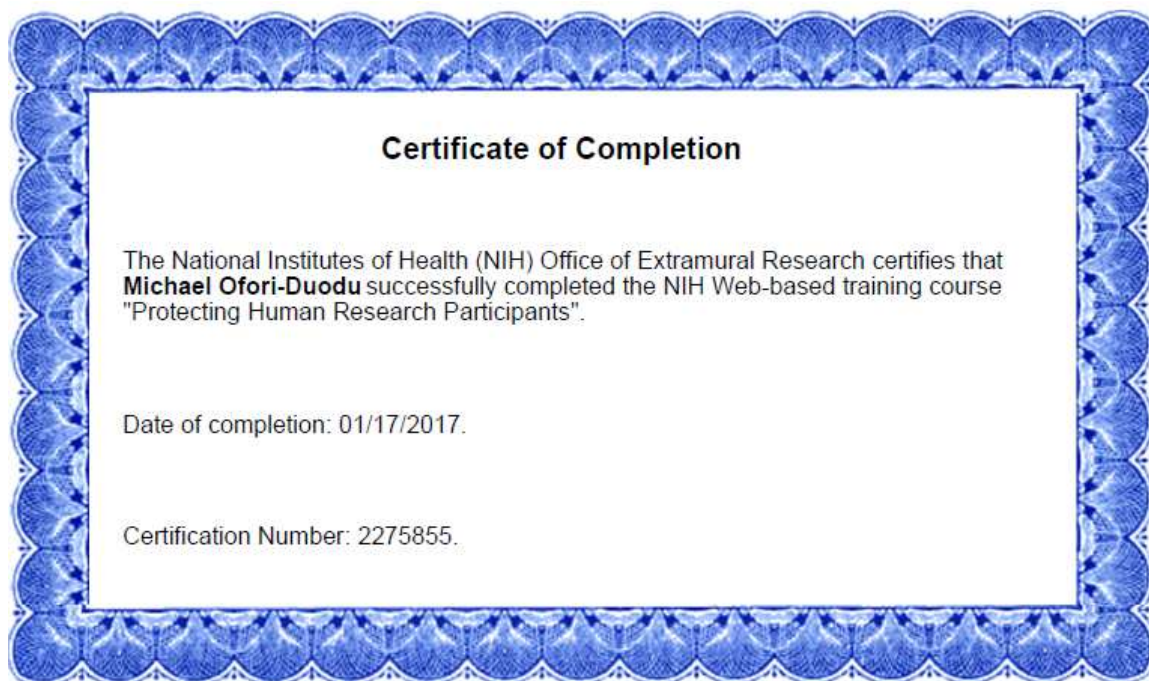 Certificate of Completion
The National Institutes of Health (NIH) Office of Extramural Research certifies that
Michael Ofori-Duodu successfully completed the NIH Web-based training course
"Protecting Human Research Participants".
Date of completion: 01/17/2017.
Certification Number: 2275855.